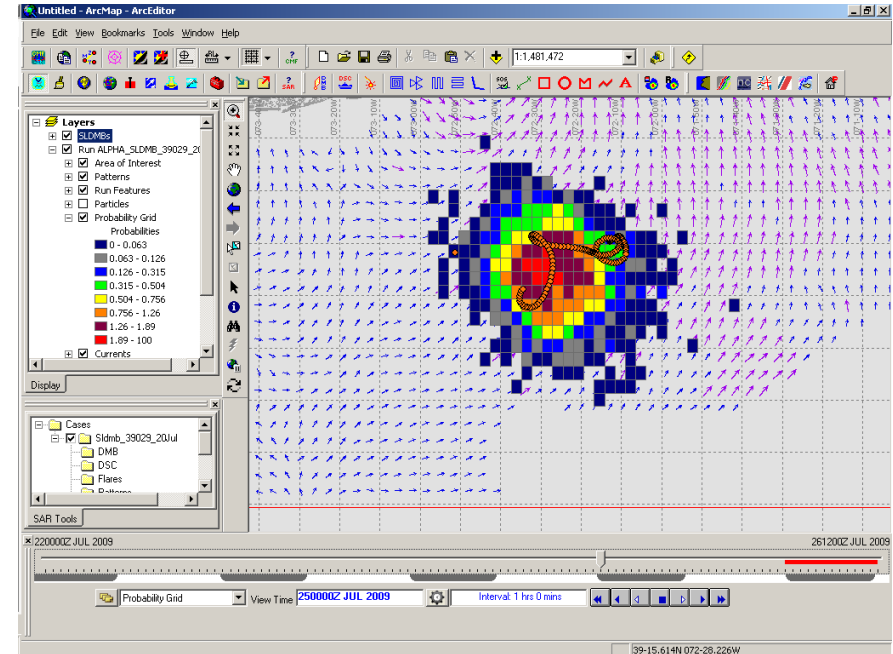 Untitled - ArcMap - ArcEditor
File Edit View Bookmarks Tools Window Help
1:1,481,472
Layers
SLDMBs
Run ALPHA_SLDMB_39029_20
Area of Interest
Patterns
Run Features
Particles
Probability Grid
Probabilities
0 - 0.063
0.063 - 0.126
0.126 - 0.315
0.315 - 0.504
0.504 - 0.756
0.756 - 1.26
1.26 - 1.89
1.89 - 100
Currents
Display
Cases
Sldmb_39029_20Jul
DMB
DSC
Flares
SAR Tools
220000Z JUL 2009
261200Z JUL 2009
Probability Grid
View Time
250000Z JUL 2009
Interval: 1 hrs 0 mins
39-15.614N 072-28.226W